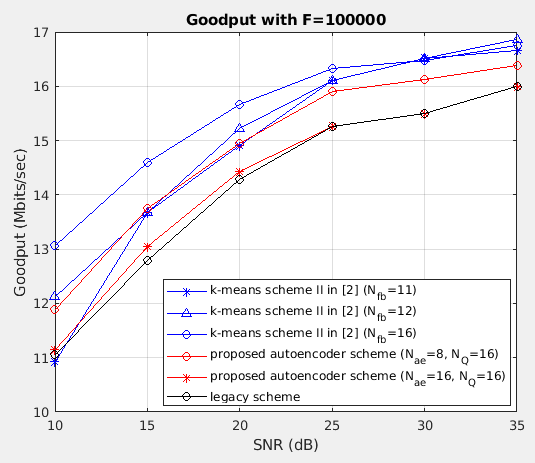 Goodput with F=100000
17
16
15
14
13
12
11
10
Goodput (Mbits/sec)
k-means scheme II in [2] (N_fb=11)
k-means scheme II in [2] (N_fb=12)
k-means scheme II in [2] (N_fb=16)
proposed autoencoder scheme (N_ae=8, N_Q=16)
proposed autoencoder scheme (N_ae=16, N_Q=16)
legacy scheme
10 15 20 25 30 35
SNR (dB)